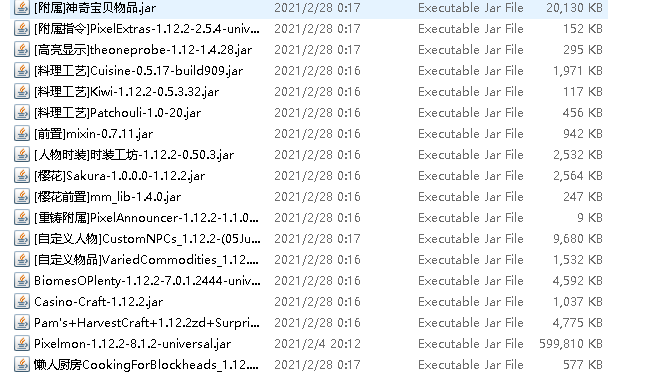 [附属]神奇宝贝物品.jar 2021/2/28 0:17 Executable Jar File 20,130 KB
[附属指令]PixelExtras-1.12.2-2.5.4-univ... 2021/2/28 0:17 Executable Jar File 152 KB
[高亮显示]theoneprobe-1.12-1.4.28.jar 2021/2/28 0:17 Executable Jar File 295 KB
[料理工艺]Cuisine-0.5.17-build909.jar 2021/2/28 0:16 Executable Jar File 1,971 KB
[料理工艺]Kiwi-1.12.2-0.5.3.32.jar 2021/2/28 0:16 Executable Jar File 117 KB
[料理工艺]Patchouli-1.0-20.jar 2021/2/28 0:16 Executable Jar File 456 KB
[前置]mixin-0.7.11.jar 2021/2/28 0:16 Executable Jar File 942 KB
[人物时装]时装工坊-1.12.2-0.50.3.jar 2021/2/28 0:16 Executable Jar File 2,532 KB
[樱花]Sakura-1.0.0.0-1.12.2.jar 2021/2/28 0:16 Executable Jar File 2,564 KB
[樱花前置]mm_lib-1.4.0.jar 2021/2/28 0:16 Executable Jar File 247 KB
[重铸附属]PixelAnnouncer-1.12.2-1.1.0... 2021/2/28 0:16 Executable Jar File 9 KB
[自定义人物]CustomNPCs_1.12.2-(05Ju... 2021/2/28 0:17 Executable Jar File 9,680 KB
[自定义物品]VariedCommodities_1.12.... 2021/2/28 0:16 Executable Jar File 1,532 KB
BiomesOPlenty-1.12.2-7.0.1.2444-univ... 2021/2/28 0:16 Executable Jar File 4,592 KB
Casino-Craft-1.12.2.jar 2021/2/28 0:16 Executable Jar File 1,037 KB
Pam's+HarvestCraft+1.12.2zd+Surpri... 2021/2/28 0:16 Executable Jar File 4,775 KB
Pixelmon-1.12.2-8.1.2-universal.jar 2021/2/4 20:12 Executable Jar File 599,810 KB
懒人厨房CookingForBlockheads_1.12.... 2021/2/28 0:17 Executable Jar File 577 KB